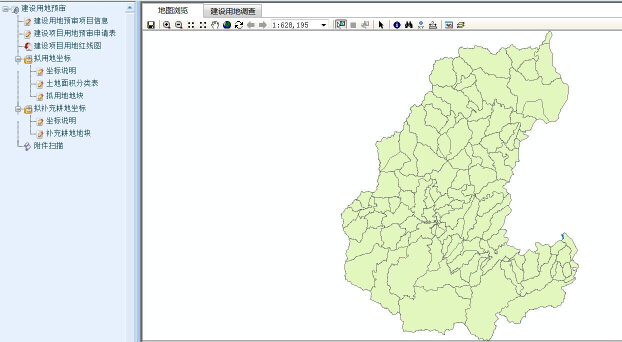 建设用地预审
建设用地预审项目信息
建设项目用地预审申请表
建设项目用地红线图
拟用地坐标
坐标说明
土地面积分类表
拟用地地块
拟补充耕地坐标
坐标说明
补充耕地地块
附件扫描
地图浏览 建设用地调查
1:628,195